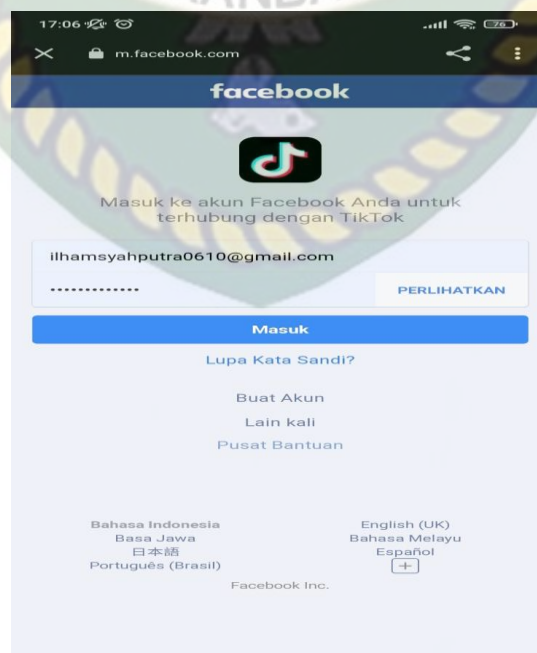 17:06
76
m.facebook.com
facebook
Masuk ke akun Facebook Anda untuk
terhubung dengan TikTok
ilhamsyahputra0610@gmail.com
•••••••••••••
PERLIHATKAN
Masuk
Lupa Kata Sandi?
Buat Akun
Lain kali
Pusat Bantuan
Bahasa Indonesia
English (UK)
Basa Jawa
Bahasa Melayu
日本語
Español
Português (Brasil)
Facebook Inc.